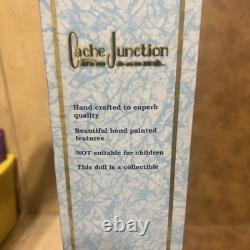 Cache Junction
Hand crafted to superb
quality
Beautiful hand painted
features
NOT suitable for children
This doll is a collectible
© ebay